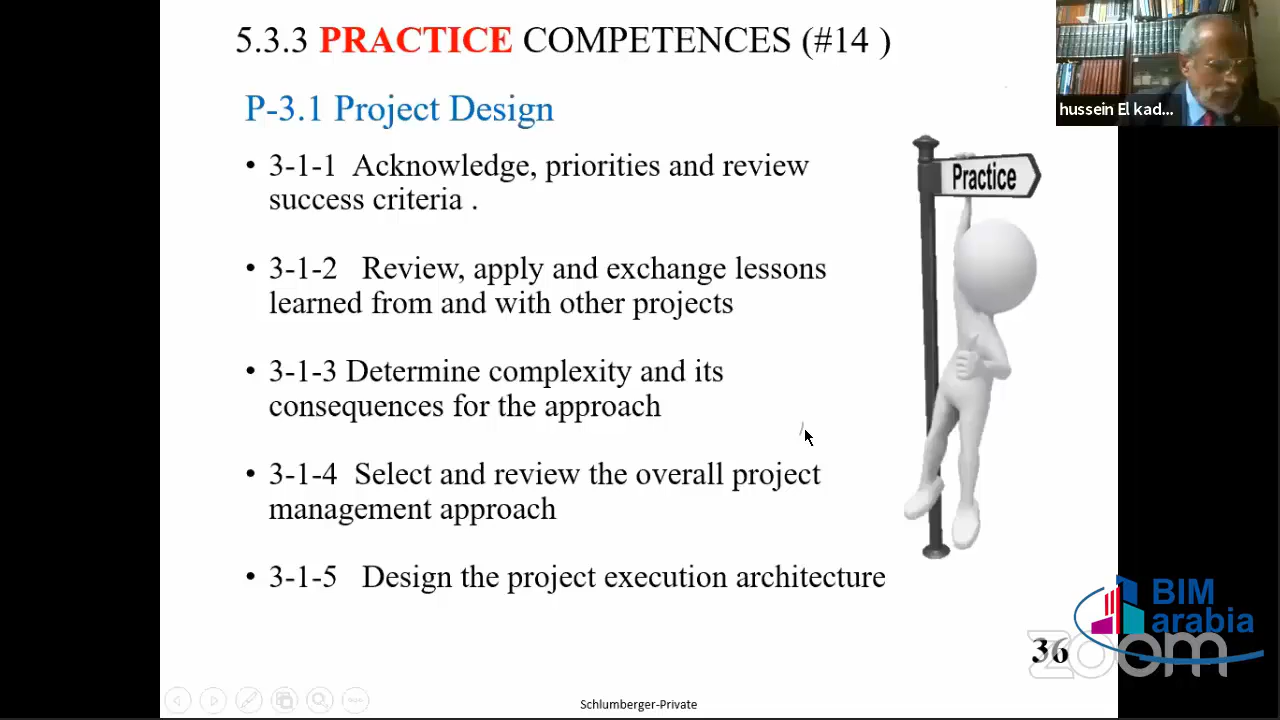 5.3.3 PRACTICE COMPETENCES (#14 )
hussein El kad...
P-3.1 Project Design
• 3-1-1 Acknowledge, priorities and review
success criteria .
Practice
• 3-1-2 Review, apply and exchange lessons
learned from and with other projects
• 3-1-3 Determine complexity and its
consequences for the approach
• 3-1-4 Select and review the overall project
management approach
• 3-1-5 Design the project execution architecture
BIM
arabia
36
zoom
Schlumberger-Private